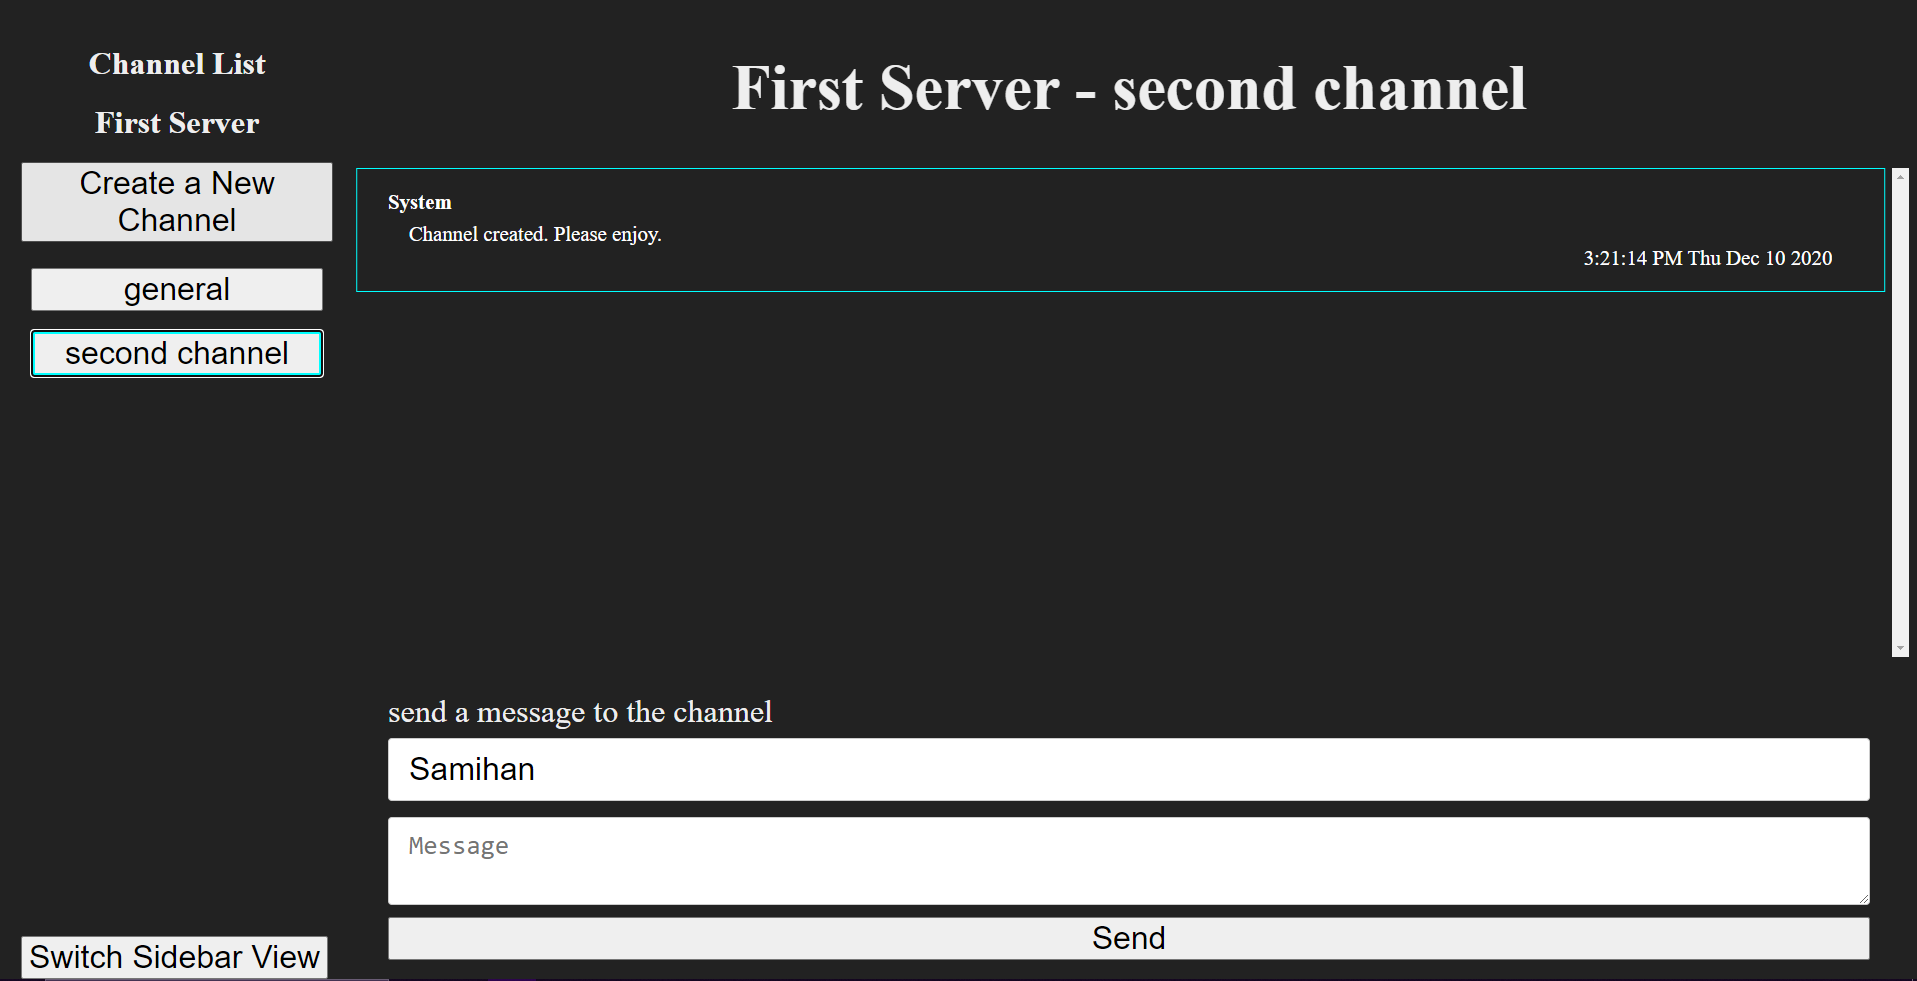 Channel List
First Server
Create a New
Channel
general
second channel
Switch Sidebar View
First Server - second channel
System
Channel created. Please enjoy.
3:21:14 PM Thu Dec 10 2020
send a message to the channel
Samihan
Message
Send